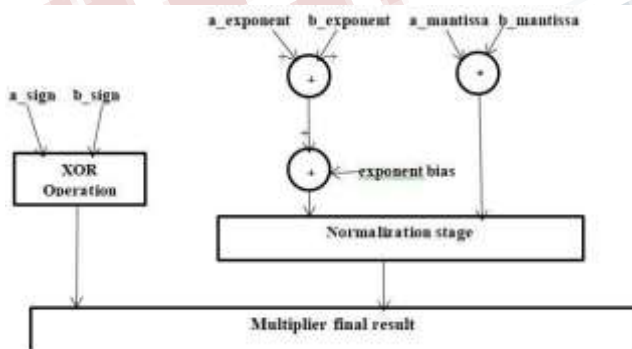 a_exponent b_exponent a_mantissa b_mantissa
+ +
+ *
a_sign b_sign
XOR
Operation
+ exponent bias
Normalization stage
Multiplier final result